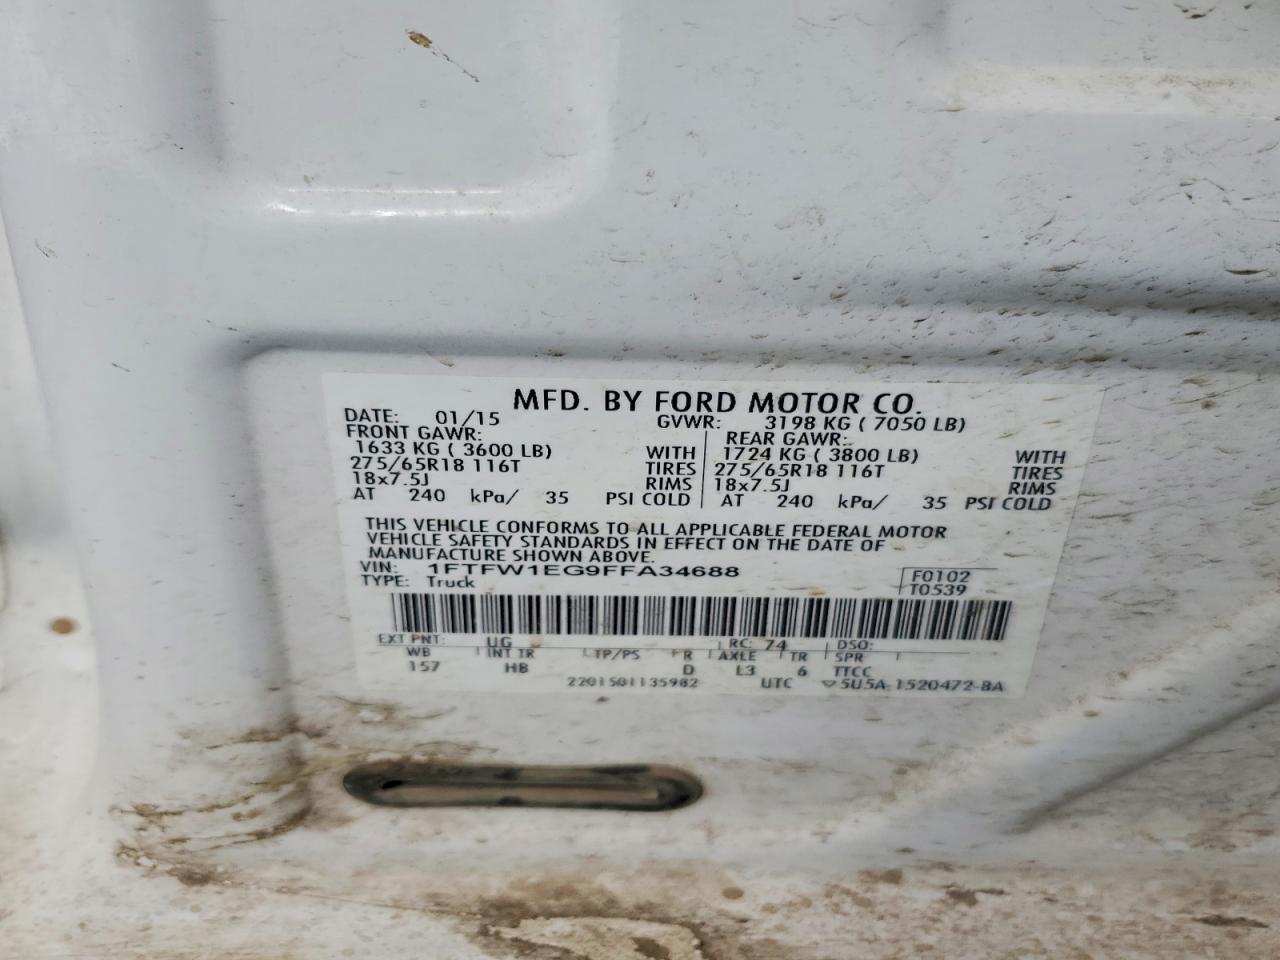 MFD. BY FORD MOTOR CO.
DATE: 01/15 GVWR: 3198 KG ( 7050 LB)
FRONT GAWR: REAR GAWR:
1633 KG ( 3600 LB) WITH 1724 KG ( 3800 LB) WITH
275/65R18 116T TIRES 275/65R18 116T TIRES
18x7.5J RIMS 18x7.5J RIMS
AT 240 kPa/ 35 PSI COLD AT 240 kPa/ 35 PSI COLD
THIS VEHICLE CONFORMS TO ALL APPLICABLE FEDERAL MOTOR
VEHICLE SAFETY STANDARDS IN EFFECT ON THE DATE OF
MANUFACTURE SHOWN ABOVE.
VIN: 1FTFW1EG9FFA34688 F0102
TYPE: Truck T0539
EXT PNT: UG RC: 74 DSO:
WB INT TR TP/PS R AXLE TR SPR
157 HB D L3 6 TTCC
2201501135982 UTC ▽5U5A-1520472-BA